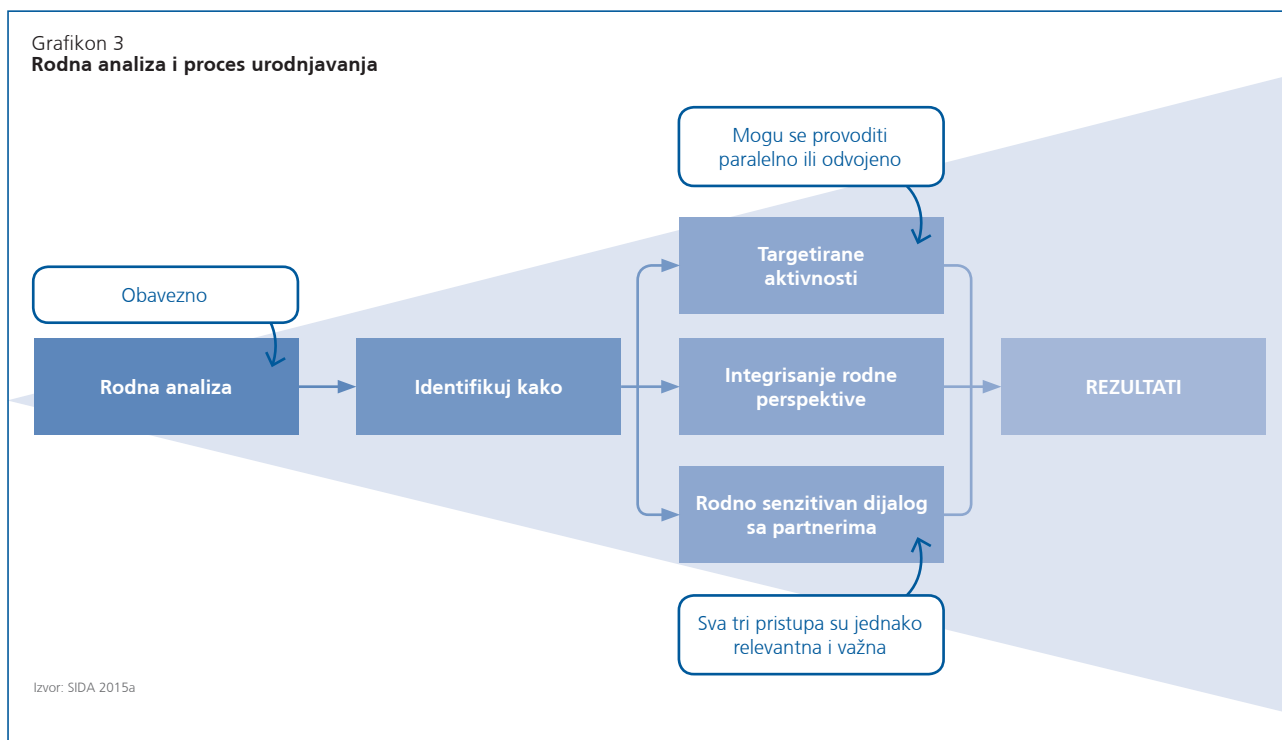 Grafikon 3
Rodna analiza i proces urodnjavanja
Mogu se provoditi
paralelno ili odvojeno
Targetirane
aktivnosti
Obavezno
Rodna analiza
Identifikuj kako
Integrisanje rodne
perspektive
REZULTATI
Rodno senzitivan dijalog
sa partnerima
Sva tri pristupa su jednako
relevantna i važna
Izvor: SIDA 2015a